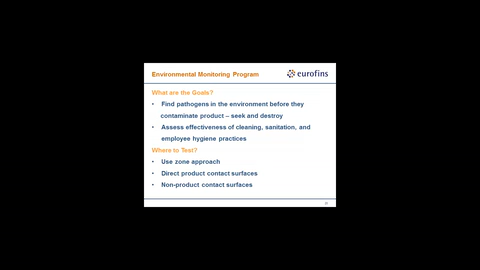 Environmental Monitoring Program
eurofins
What are the Goals?
• Find pathogens in the environment before they
contaminate product – seek and destroy
• Assess effectiveness of cleaning, sanitation, and
employee hygiene practices
Where to Test?
• Use zone approach
• Direct product contact surfaces
• Non-product contact surfaces